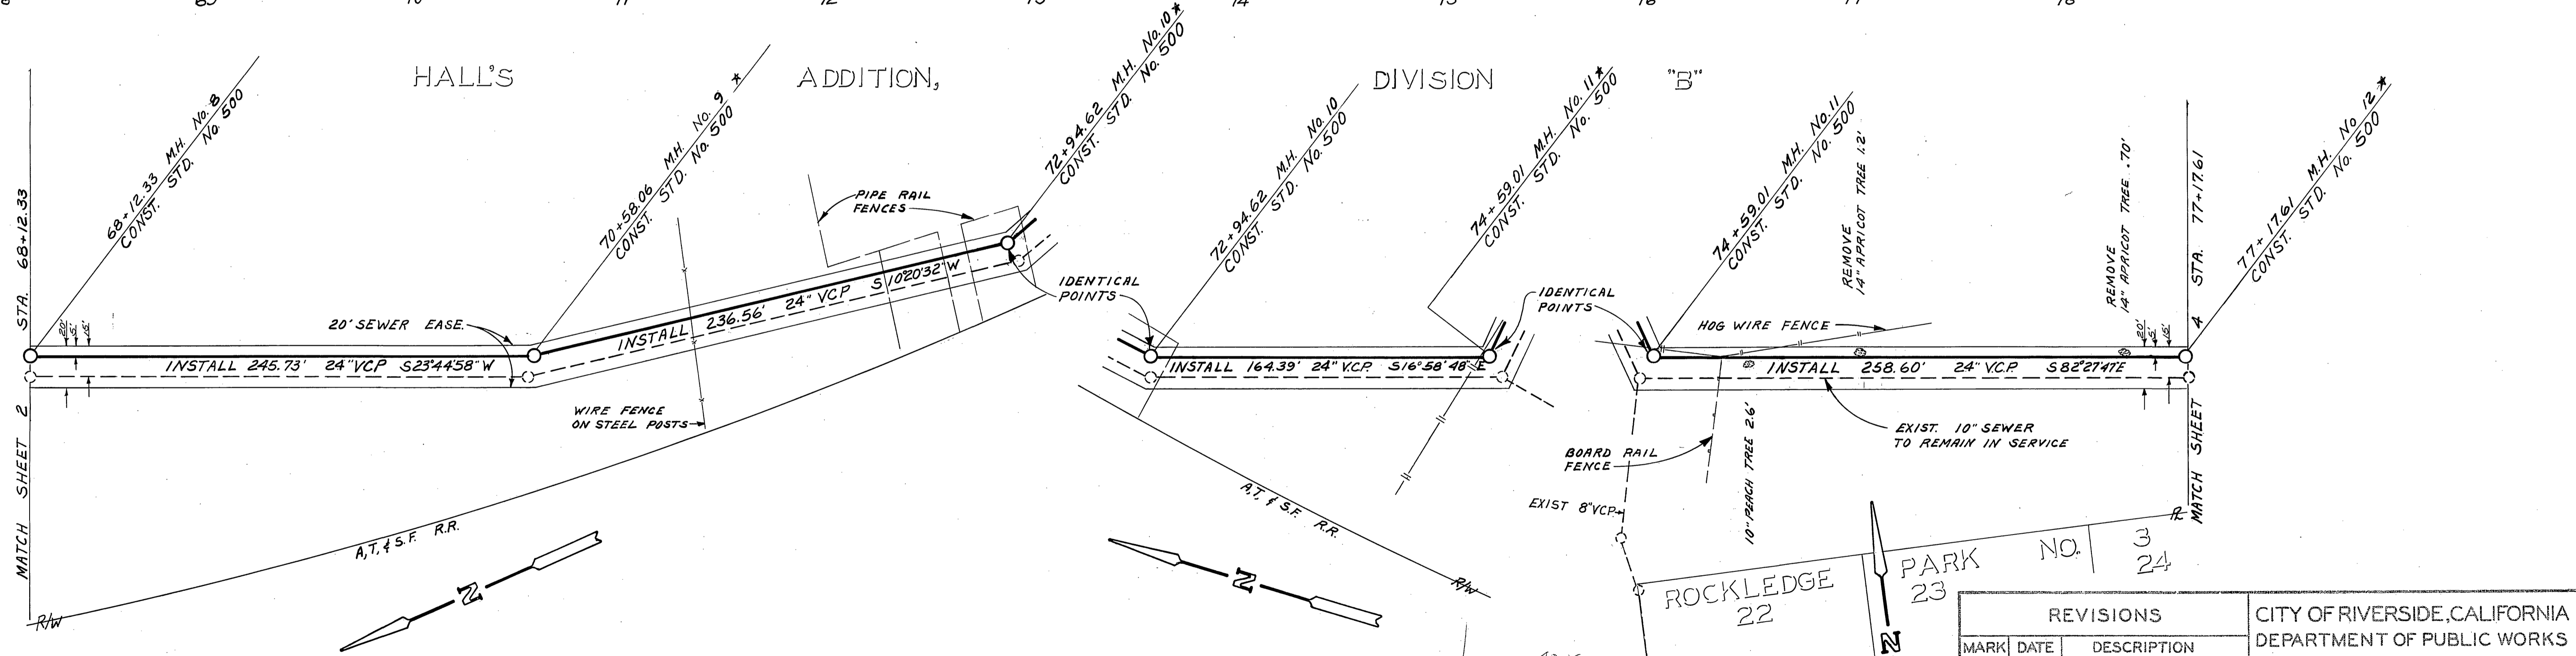 HALL'S ADDITION, DIVISION "B"
MATCH SHEET 2 STA. 68+12.33
68+12.33 M.H. No. 8
CONST. STD. No. 500
70+58.06 M.H. No. 9 *
CONST. STD. No. 500
72+94.62 M.H. No. 10 *
CONST. STD. No. 500
72+94.62 M.H. No. 10
CONST. STD. No. 500
74+59.01 M.H. No. 11 *
CONST. STD. No. 500
74+59.01 M.H. No. 11
CONST. STD. No. 500
77+17.61 M.H. No 12 *
CONST. STD. No. 500
PIPE RAIL
FENCES
REMOVE
14" APRICOT TREE 1.2'
REMOVE
14" APRICOT TREE .70'
MATCH SHEET 4 STA. 77+17.61
20'
5'
15'
20' SEWER EASE.
INSTALL 245.73' 24" VCP S23°44'58"W
INSTALL 236.56' 24" VCP S10°20'32"W
IDENTICAL
POINTS
INSTALL 164.39' 24" V.C.P. S16°58'48"E
IDENTICAL
POINTS
HOG WIRE FENCE
20'
5'
15'
INSTALL 258.60' 24" V.C.P. S82°27'47"E
WIRE FENCE
ON STEEL POSTS
BOARD RAIL
FENCE
10" PEACH TREE 2.6'
EXIST. 10" SEWER
TO REMAIN IN SERVICE
EXIST 8" VCP
A,T, & S.F. R.R.
R/W
N
A,T, & S.F. R.R.
R/W
N
PL
ROCKLEDGE PARK NO. 3
22 23 24
N
REVISIONS
MARK DATE DESCRIPTION
CITY OF RIVERSIDE, CALIFORNIA
DEPARTMENT OF PUBLIC WORKS